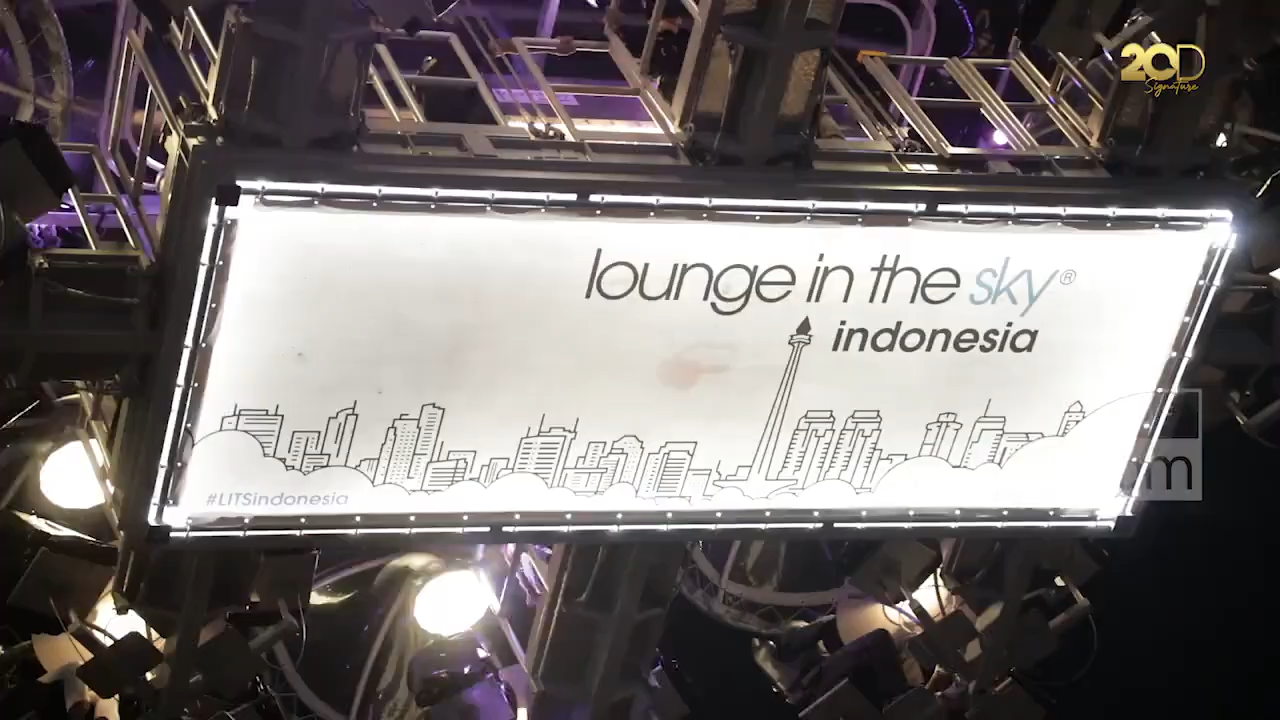 20D
Signature
lounge in the sky®
indonesia
#LITSindonesia
m